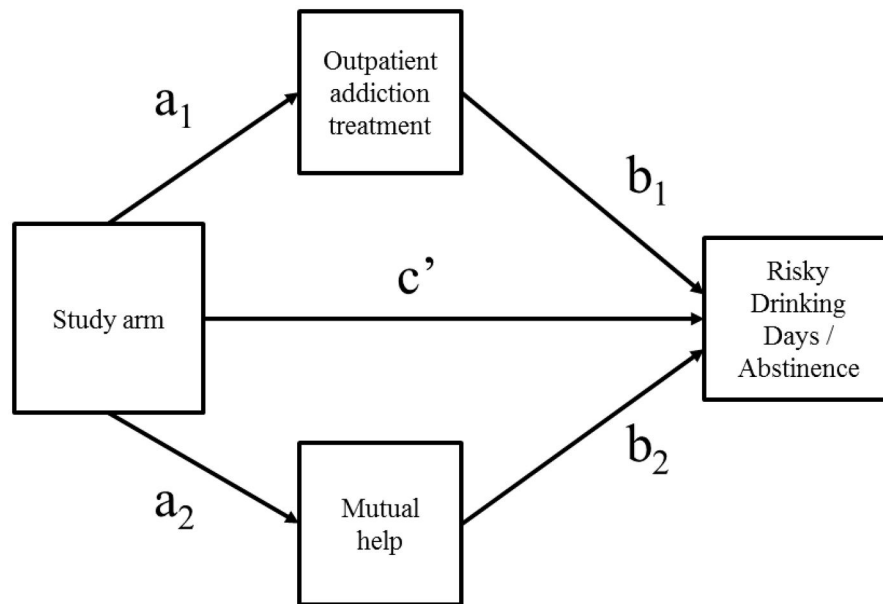 Outpatient
addiction
treatment
a₁
b₁
Study arm
c’
Risky
Drinking
Days /
Abstinence
a₂
b₂
Mutual
help